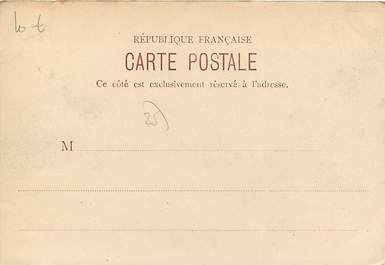 RÉPUBLIQUE FRANÇAISE
CARTE POSTALE
Ce côté est exclusivement réservé à l'adresse.
M